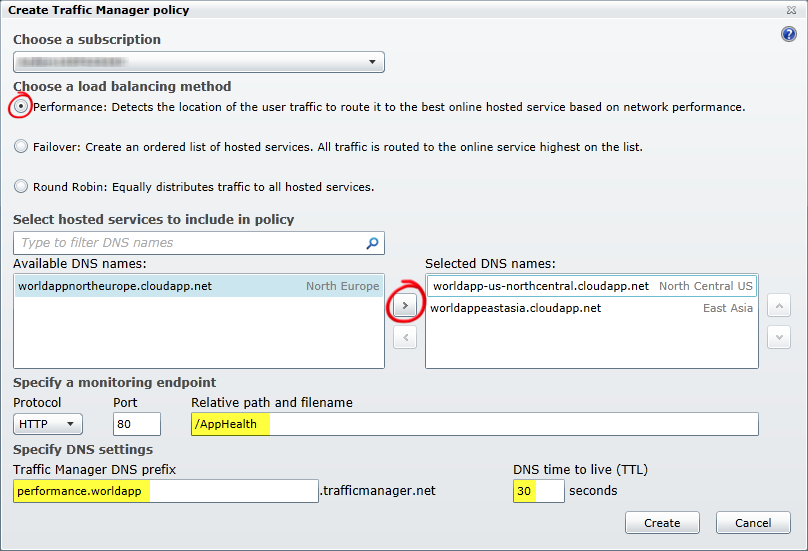 Create Traffic Manager policy
Choose a subscription
Choose a load balancing method
Performance: Detects the location of the user traffic to route it to the best online hosted service based on network performance.
Failover: Create an ordered list of hosted services. All traffic is routed to the online service highest on the list.
Round Robin: Equally distributes traffic to all hosted services.
Select hosted services to include in policy
Type to filter DNS names
Available DNS names:
worldappnortheurope.cloudapp.net North Europe
Selected DNS names:
worldapp-us-northcentral.cloudapp.net North Central US
worldappeastasia.cloudapp.net East Asia
Specify a monitoring endpoint
Protocol Port Relative path and filename
HTTP 80 /AppHealth
Specify DNS settings
Traffic Manager DNS prefix DNS time to live (TTL)
performance.worldapp .trafficmanager.net 30 seconds
Create Cancel